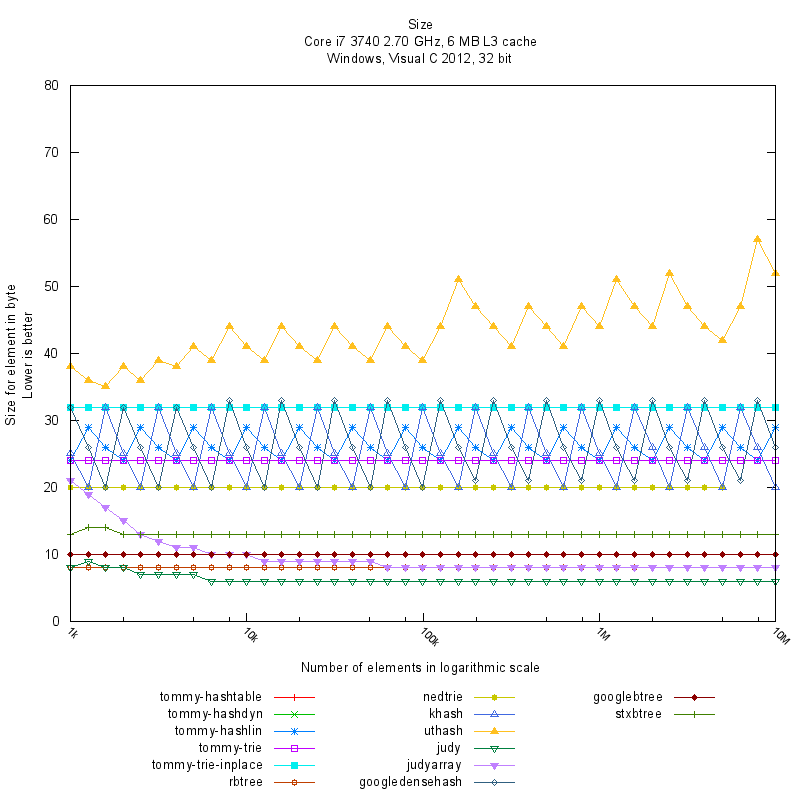 Size
Core i7 3740 2.70 GHz, 6 MB L3 cache
Windows, Visual C 2012, 32 bit
80
70
60
50
40
30
20
10
0
Size for element in byte
Lower is better
1k
10k
100k
1M
10M
Number of elements in logarithmic scale
tommy-hashtable
tommy-hashdyn
tommy-hashlin
tommy-trie
tommy-trie-inplace
rbtree
nedtrie
khash
uthash
judy
judyarray
googledensehash
googlebtree
stxbtree